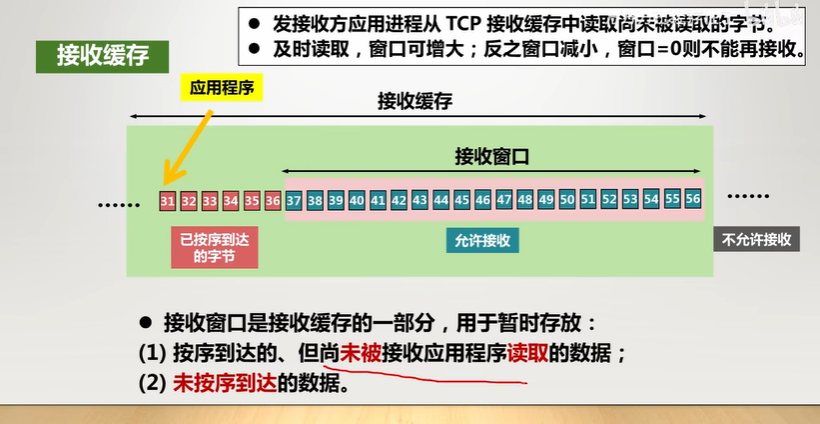 ● 发接收方应用进程从 TCP 接收缓存中读取尚未被读取的字节。
● 及时读取，窗口可增大；反之窗口减小，窗口=0则不能再接收。
接收缓存
应用程序
接收缓存
接收窗口
...... 31 32 33 34 35 36 37 38 39 40 41 42 43 44 45 46 47 48 49 50 51 52 53 54 55 56 ......
已按序到达
的字节
允许接收
不允许接收
● 接收窗口是接收缓存的一部分，用于暂时存放：
(1) 按序到达的、但尚未被接收应用程序读取的数据；
(2) 未按序到达的数据。